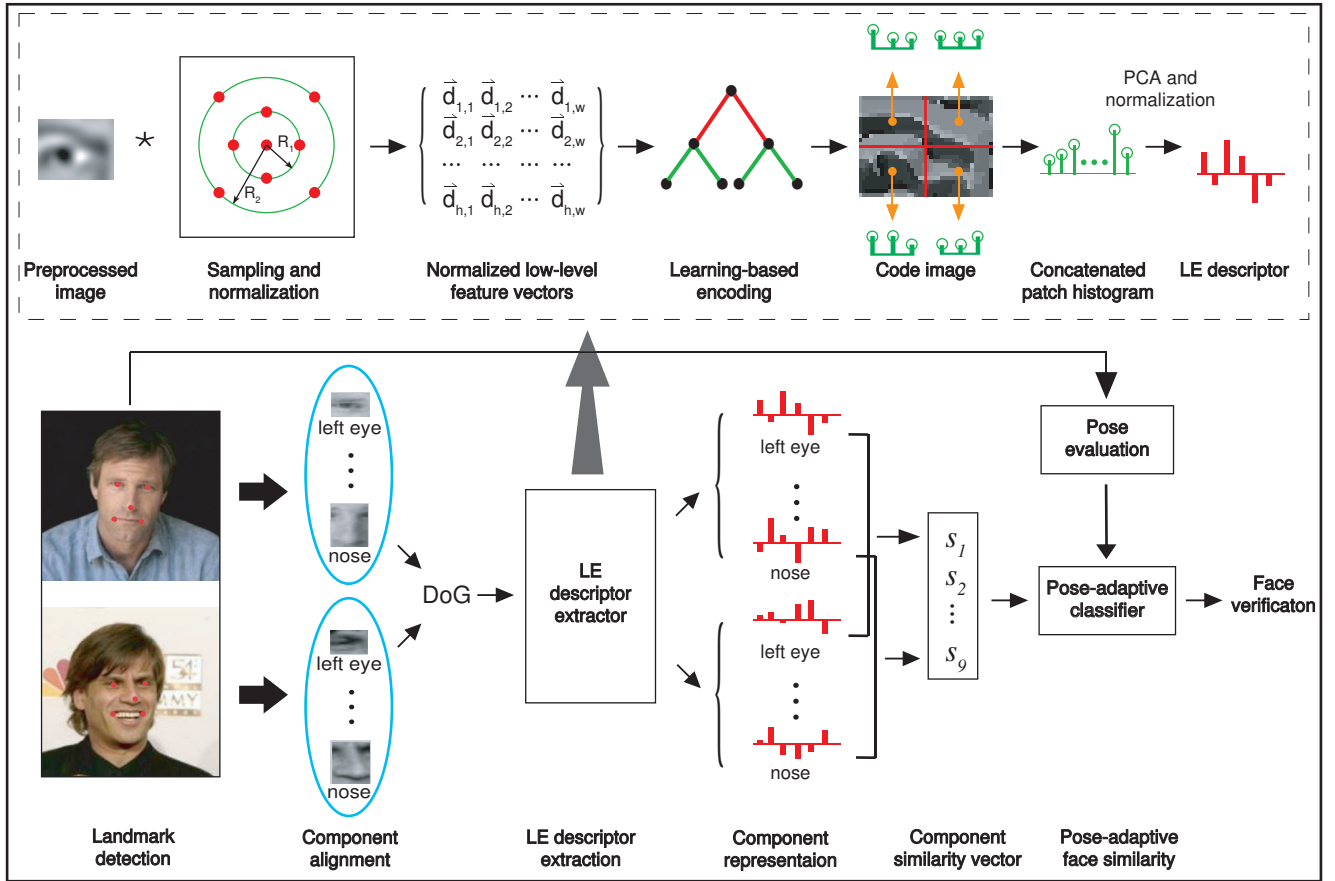 PCA and
normalization
R1
R2
d1,1 d1,2 ... d1,w
d2,1 d2,2 ... d2,w
... ... ... ...
dh,1 dh,2 ... dh,w
Preprocessed
image
Sampling and
normalization
Normalized low-level
feature vectors
Learning-based
encoding
Code image
Concatenated
patch histogram
LE descriptor
left eye
nose
left eye
nose
DoG
LE
descriptor
extractor
left eye
nose
left eye
nose
s1
s2
s9
Pose
evaluation
Pose-adaptive
classifier
Face
verificaton
Landmark
detection
Component
alignment
LE descriptor
extraction
Component
representaion
Component
similarity vector
Pose-adaptive
face similarity